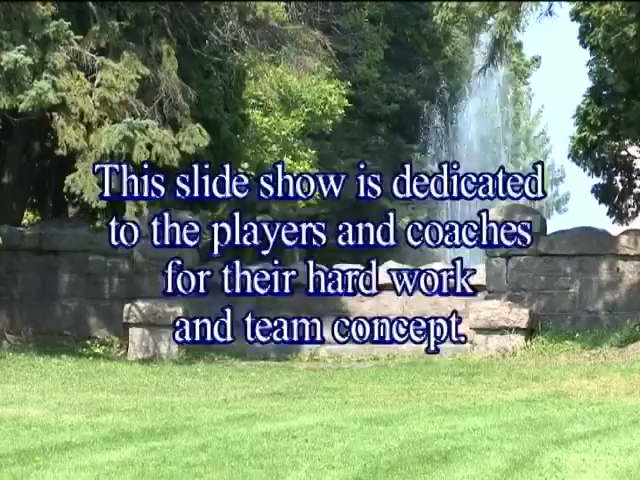 This slide show is dedicated
to the players and coaches
for their hard work
and team concept.